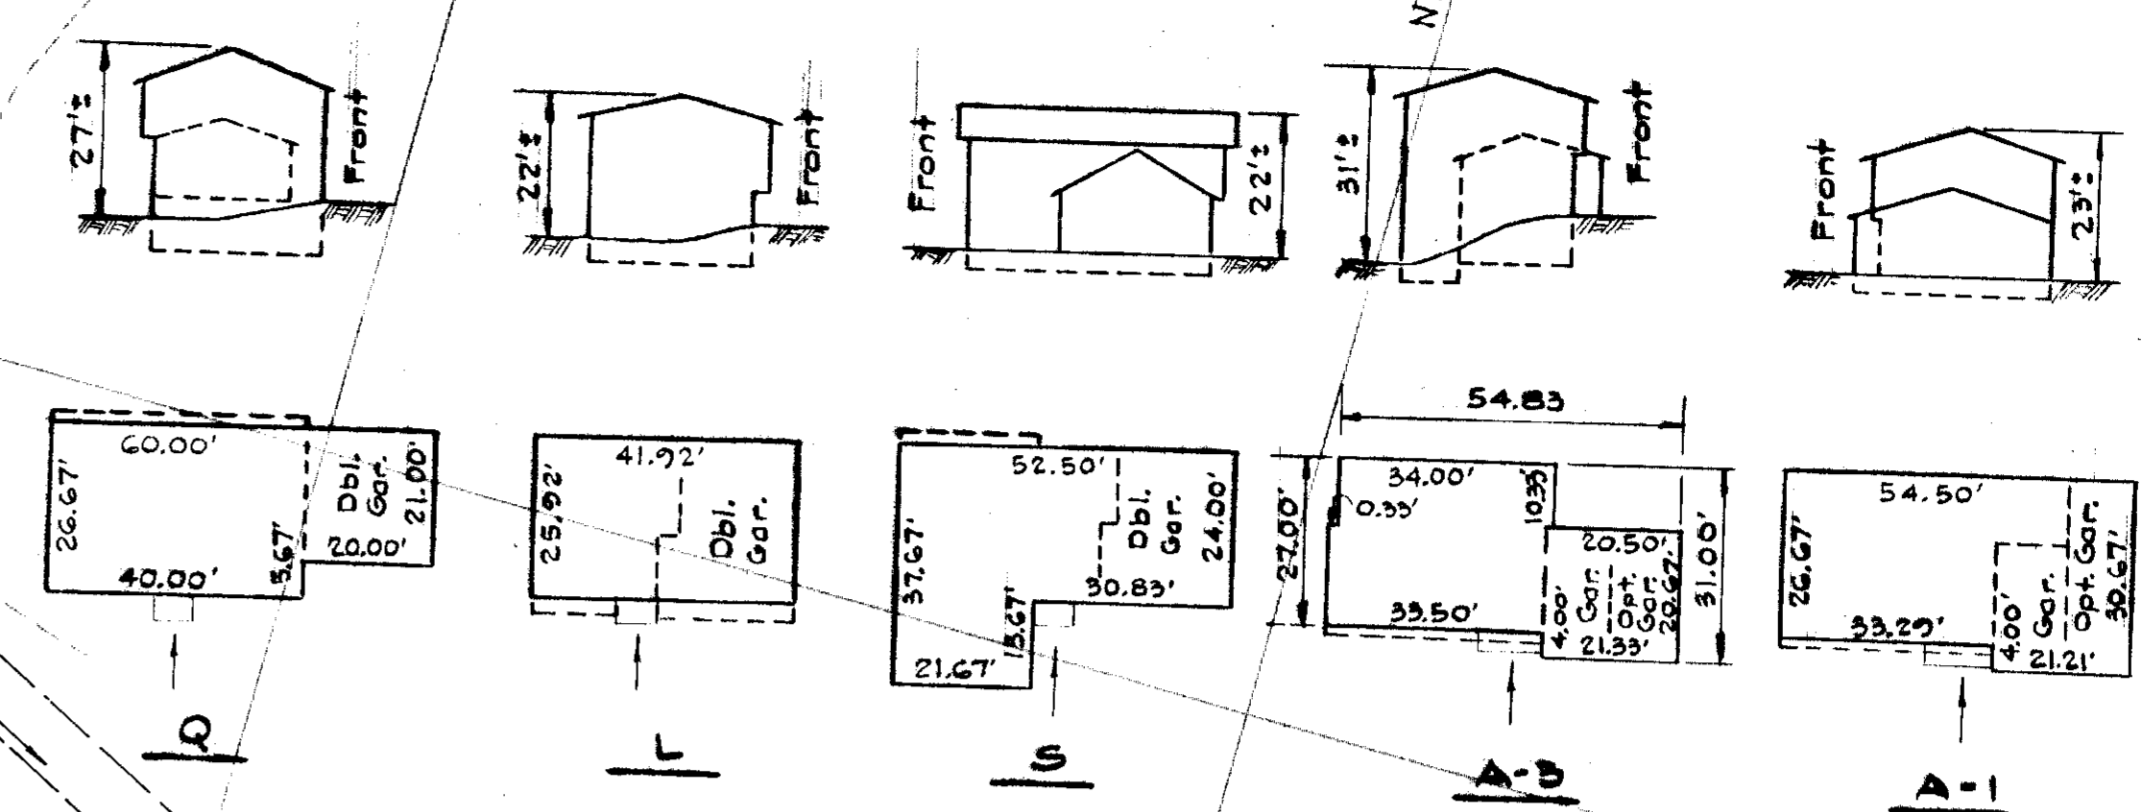 N
27'±
Front
22'±
Front
Front
22'±
31'±
Front
Front
23'±
60.00'
26.67'
Dbl.
Gar.
21.00'
5.67'
20.00'
40.00'
Q
41.92'
25.92'
Dbl.
Gar.
L
52.50'
37.67'
Dbl.
Gar.
24.00'
30.83'
13.67'
21.67'
S
54.83
34.00'
10.33'
0.33'
27.00'
20.50'
31.00'
33.50'
4.00'
Gar.
Opt.
Gar.
20.67'
21.33'
A-3
54.50'
26.67'
Gar.
Opt. Gar.
30.67'
33.29'
4.00'
21.21'
A-1